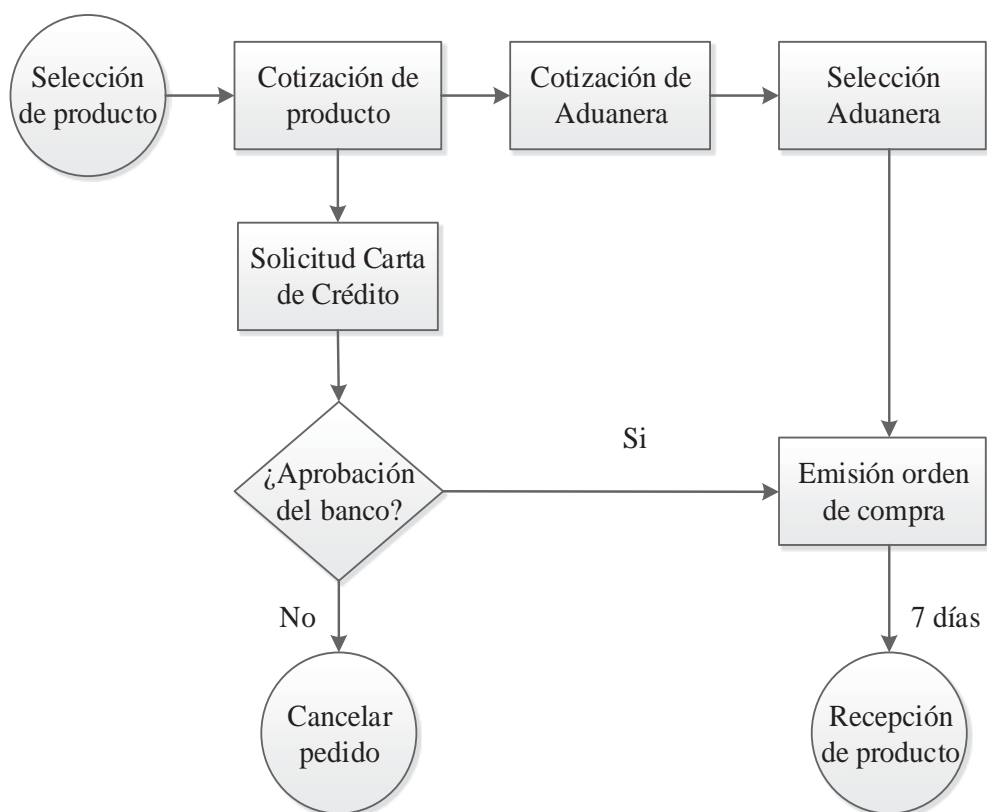 Selección
de producto
Cotización de
producto
Cotización de
Aduanera
Selección
Aduanera
Solicitud Carta
de Crédito
¿Aprobación
del banco?
Si
Emisión orden
de compra
No
7 días
Cancelar
pedido
Recepción
de producto